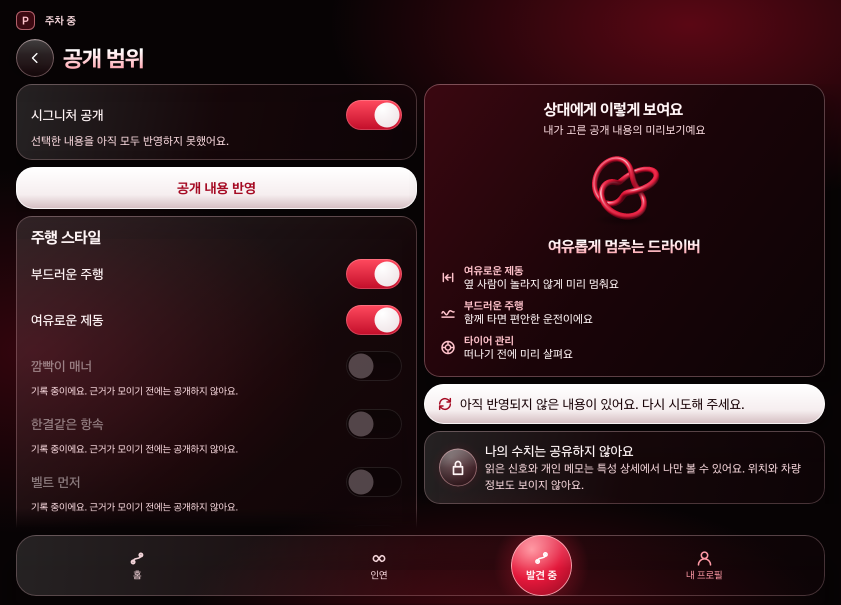 P 주차 중
공개 범위
시그니처 공개
선택한 내용을 아직 모두 반영하지 못했어요.
공개 내용 반영
주행 스타일
부드러운 주행
여유로운 제동
깜빡이 매너
기록 중이에요. 근거가 모이기 전에는 공개하지 않아요.
한결같은 항속
기록 중이에요. 근거가 모이기 전에는 공개하지 않아요.
벨트 먼저
기록 중이에요. 근거가 모이기 전에는 공개하지 않아요.
상대에게 이렇게 보여요
내가 고른 공개 내용의 미리보기예요
여유롭게 멈추는 드라이버
여유로운 제동
옆 사람이 놀라지 않게 미리 멈춰요
부드러운 주행
함께 타면 편안한 운전이에요
타이어 관리
떠나기 전에 미리 살펴요
아직 반영되지 않은 내용이 있어요. 다시 시도해 주세요.
나의 수치는 공유하지 않아요
읽은 신호와 개인 메모는 특성 상세에서 나만 볼 수 있어요. 위치와 차량
정보도 보이지 않아요.
홈
인연
발견 중
내 프로필